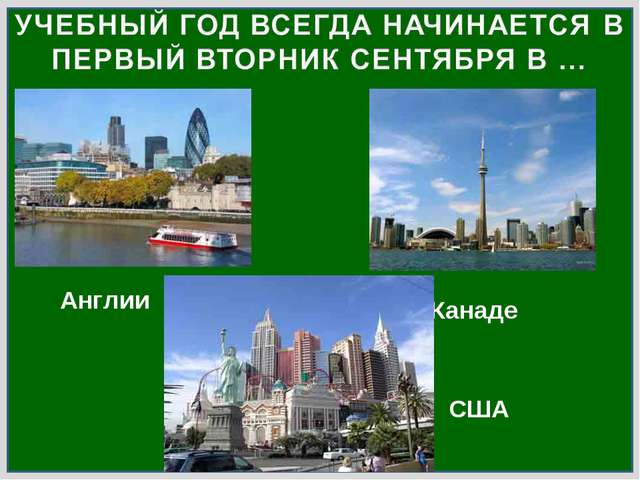 УЧЕБНЫЙ ГОД ВСЕГДА НАЧИНАЕТСЯ В
ПЕРВЫЙ ВТОРНИК СЕНТЯБРЯ В ...
Англии
Канаде
США